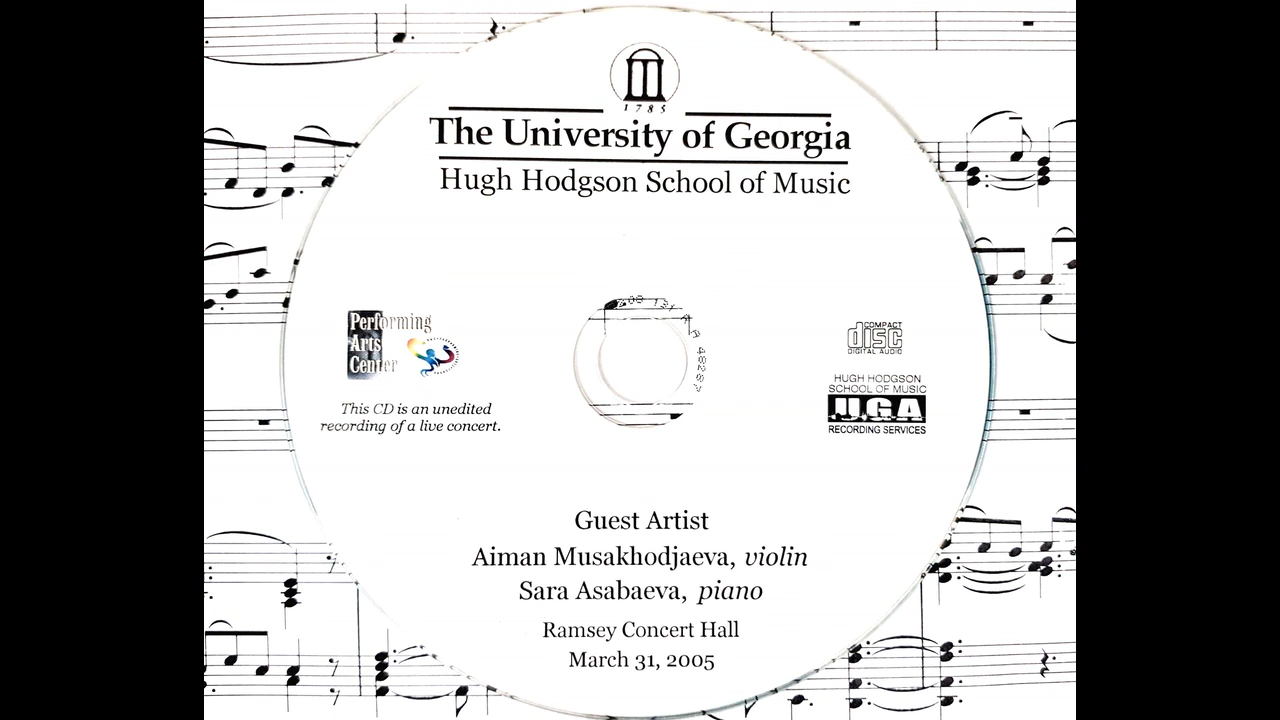 1785
The University of Georgia
Hugh Hodgson School of Music
Performing
Arts
Center
This CD is an unedited
recording of a live concert.
COMPACT
disc
DIGITAL AUDIO
HUGH HODGSON
SCHOOL OF MUSIC
UGA
RECORDING SERVICES
Guest Artist
Aiman Musakhodjaeva, violin
Sara Asabaeva, piano
Ramsey Concert Hall
March 31, 2005